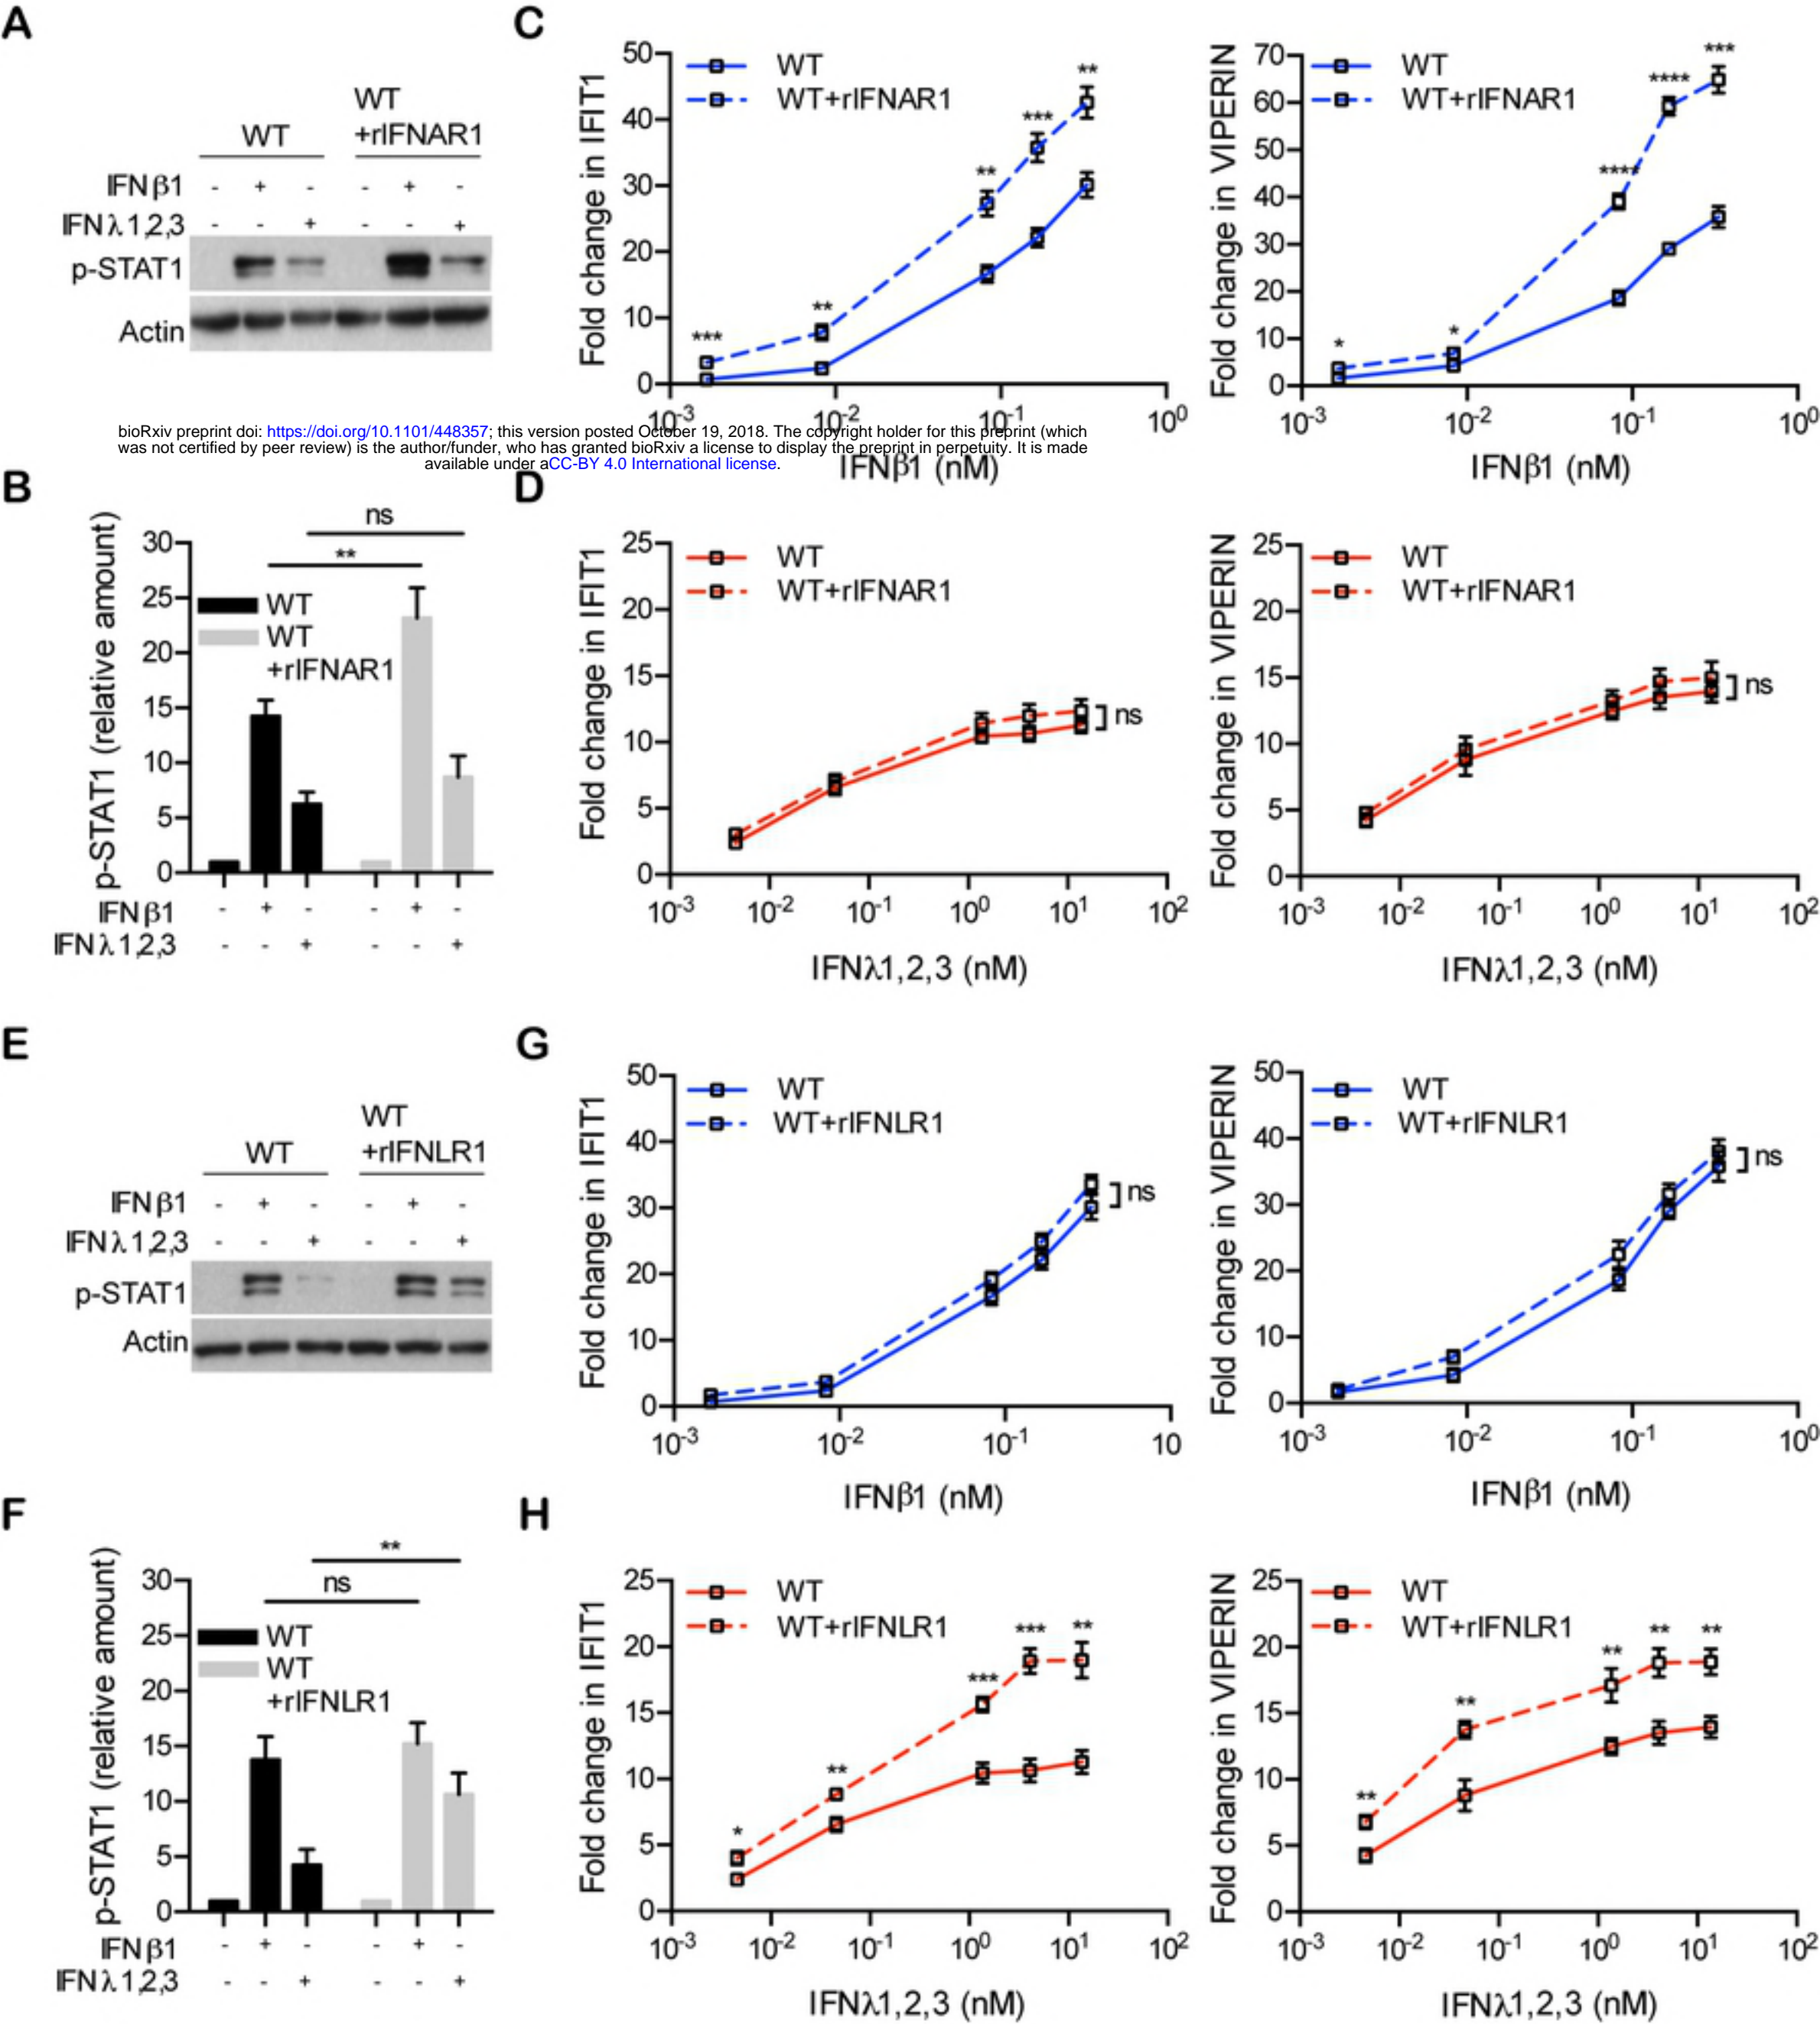 A
WT
WT
+rIFNAR1
IFNβ1 - + - - + -
IFNλ1,2,3 - - + - - +
p-STAT1
Actin
C
Fold change in IFIT1
50
40
30
20
10
0
WT
WT+rIFNAR1
*** ** ** *** **
10-3 10-2 10-1 100
IFNβ1 (nM)
Fold change in VIPERIN
70
60
50
40
30
20
10
0
WT
WT+rIFNAR1
* * **** **** ***
10-3 10-2 10-1 100
IFNβ1 (nM)
bioRxiv preprint doi: https://doi.org/10.1101/448357; this version posted October 19, 2018. The copyright holder for this preprint (which
was not certified by peer review) is the author/funder, who has granted bioRxiv a license to display the preprint in perpetuity. It is made
available under aCC-BY 4.0 International license.
B
p-STAT1 (relative amount)
30
25
20
15
10
5
0
ns
**
WT
WT
+rIFNAR1
IFNβ1 - + - - + -
IFNλ1,2,3 - - + - - +
D
Fold change in IFIT1
25
20
15
10
5
0
WT
WT+rIFNAR1
ns
10-3 10-2 10-1 100 101 102
IFNλ1,2,3 (nM)
Fold change in VIPERIN
25
20
15
10
5
0
WT
WT+rIFNAR1
ns
10-3 10-2 10-1 100 101 102
IFNλ1,2,3 (nM)
E
WT
WT
+rIFNLR1
IFNβ1 - + - - + -
IFNλ1,2,3 - - + - - +
p-STAT1
Actin
G
Fold change in IFIT1
50
40
30
20
10
0
WT
WT+rIFNLR1
ns
10-3 10-2 10-1 10
IFNβ1 (nM)
Fold change in VIPERIN
50
40
30
20
10
0
WT
WT+rIFNLR1
ns
10-3 10-2 10-1 100
IFNβ1 (nM)
F
p-STAT1 (relative amount)
30
25
20
15
10
5
0
**
ns
WT
WT
+rIFNLR1
IFNβ1 - + - - + -
IFNλ1,2,3 - - + - - +
H
Fold change in IFIT1
25
20
15
10
5
0
WT
WT+rIFNLR1
* ** *** *** **
10-3 10-2 10-1 100 101 102
IFNλ1,2,3 (nM)
Fold change in VIPERIN
25
20
15
10
5
0
WT
WT+rIFNLR1
** ** ** ** **
10-3 10-2 10-1 100 101 102
IFNλ1,2,3 (nM)